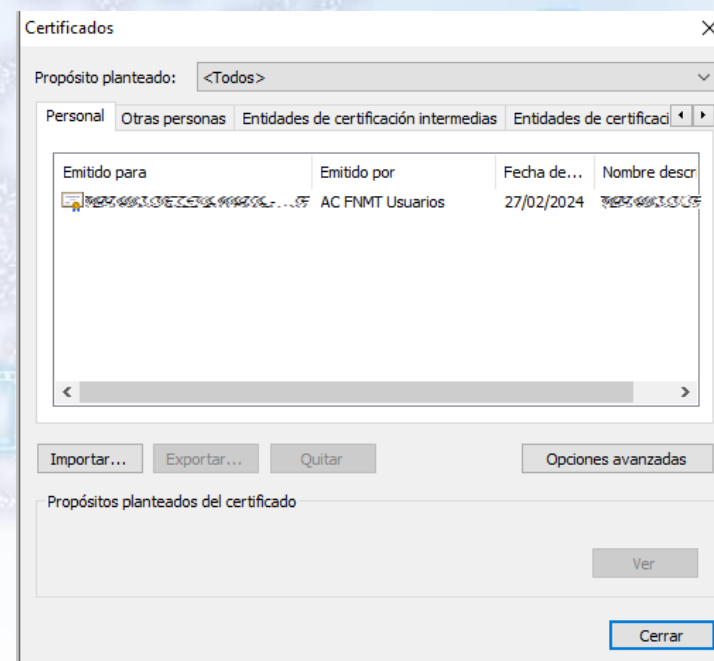 Certificados
Propósito planteado: <Todos>
Personal Otras personas Entidades de certificación intermedias Entidades de certificaci
Emitido para Emitido por Fecha de... Nombre descri
AC FNMT Usuarios 27/02/2024
Importar... Exportar... Quitar Opciones avanzadas
Propósitos planteados del certificado
Ver
Cerrar